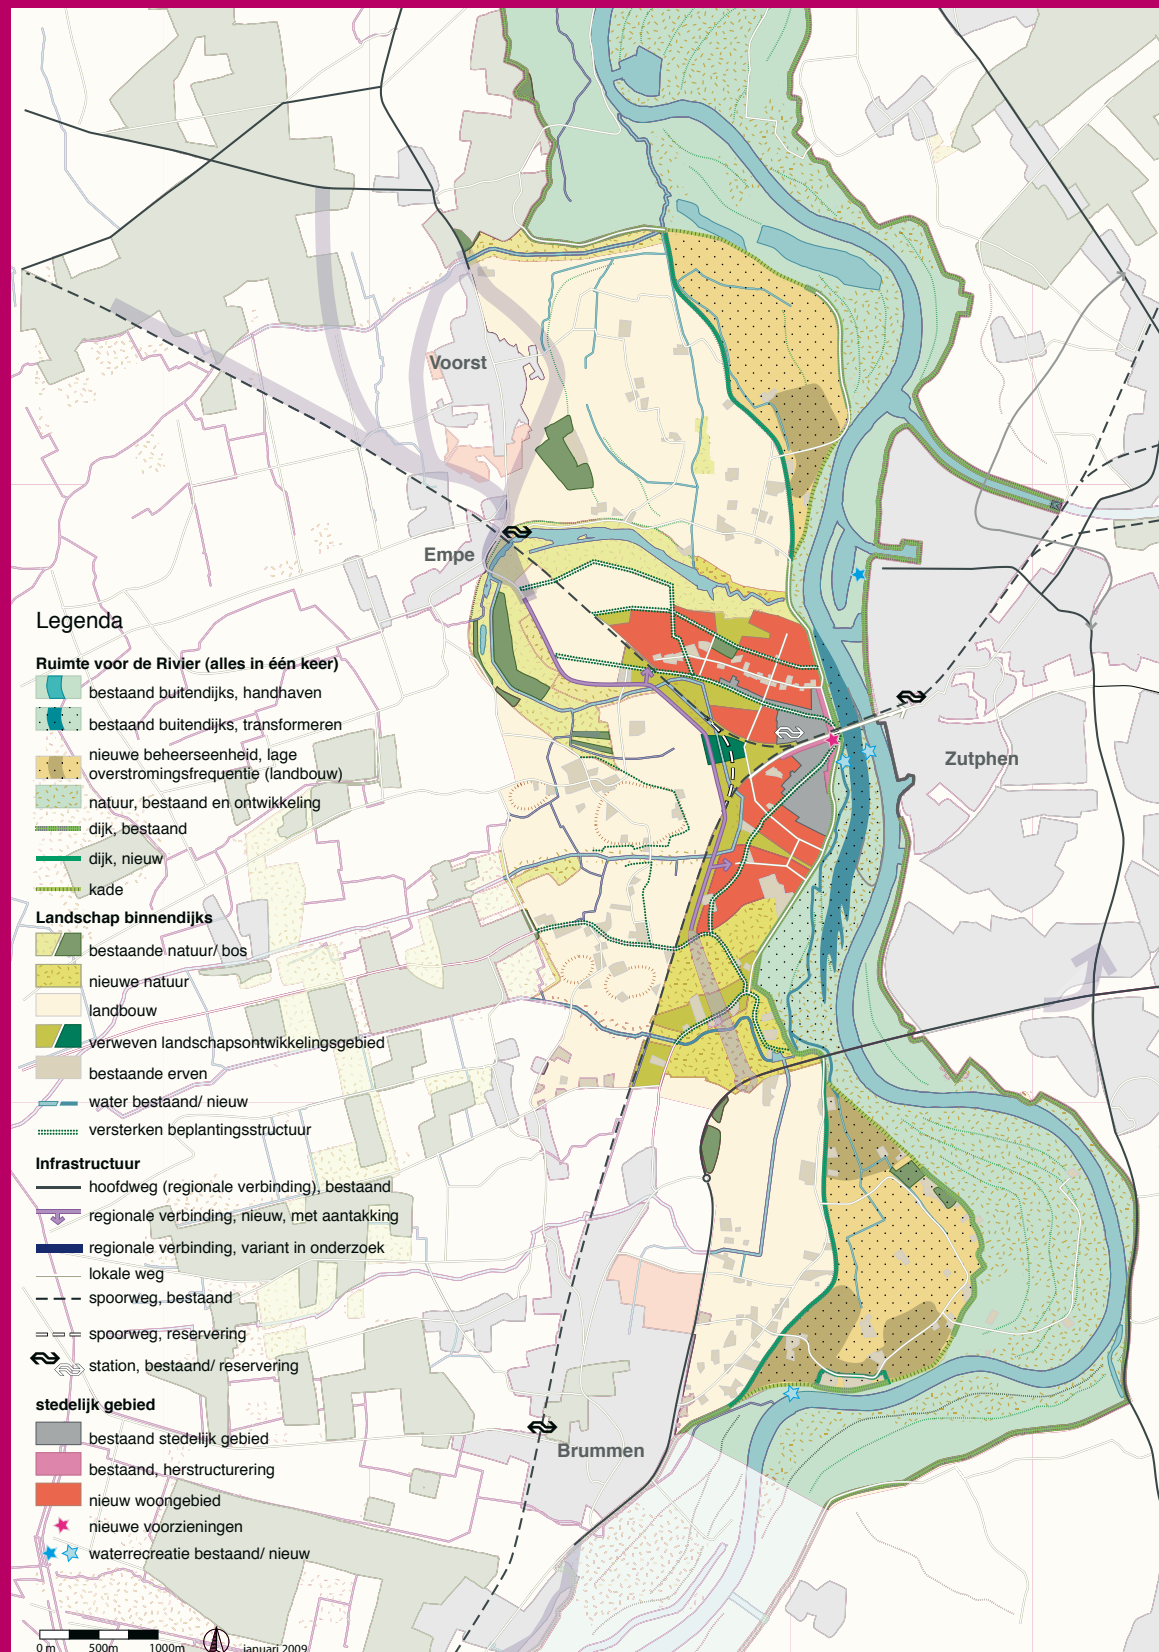 Voorst
Empe
Zutphen
Brummen
Legenda
Ruimte voor de Rivier (alles in één keer)
bestaand buitendijks, handhaven
bestaand buitendijks, transformeren
nieuwe beheerseenheid, lage
overstromingsfrequentie (landbouw)
natuur, bestaand en ontwikkeling
dijk, bestaand
dijk, nieuw
kade
Landschap binnendijks
bestaande natuur/ bos
nieuwe natuur
landbouw
verweven landschapsontwikkelingsgebied
bestaande erven
water bestaand/ nieuw
versterken beplantingsstructuur
Infrastructuur
hoofdweg (regionale verbinding), bestaand
regionale verbinding, nieuw, met aantakking
regionale verbinding, variant in onderzoek
lokale weg
spoorweg, bestaand
spoorweg, reservering
station, bestaand/ reservering
stedelijk gebied
bestaand stedelijk gebied
bestaand, herstructurering
nieuw woongebied
nieuwe voorzieningen
waterrecreatie bestaand/ nieuw
0 m 500m 1000m januari 2009